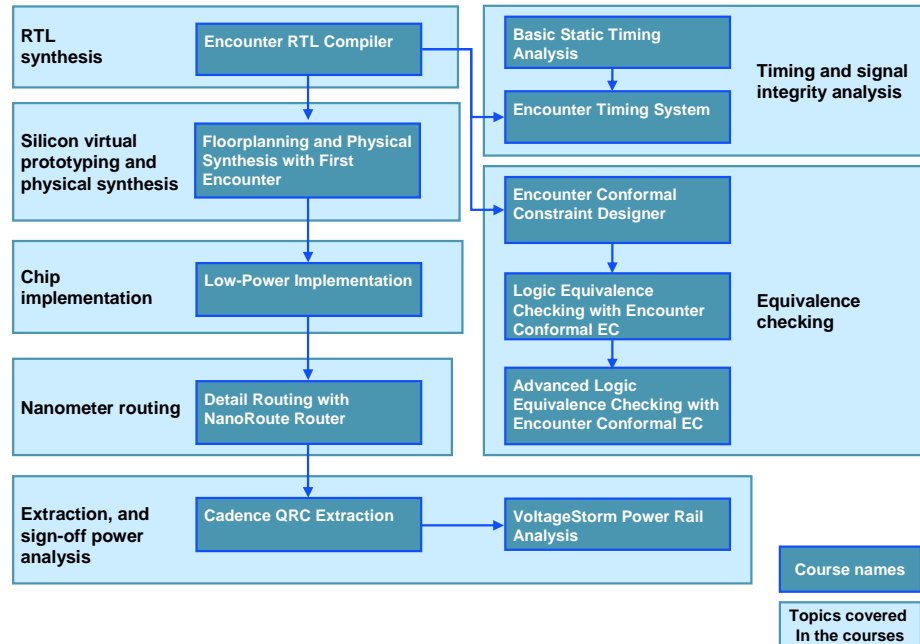 RTL
synthesis
Encounter RTL Compiler
Basic Static Timing
Analysis
Encounter Timing System
Timing and signal
integrity analysis
Silicon virtual
prototyping and
physical synthesis
Floorplanning and Physical
Synthesis with First
Encounter
Encounter Conformal
Constraint Designer
Logic Equivalence
Checking with Encounter
Conformal EC
Advanced Logic
Equivalence Checking with
Encounter Conformal EC
Equivalence
checking
Chip
implementation
Low-Power Implementation
Nanometer routing
Detail Routing with
NanoRoute Router
Extraction, and
sign-off power
analysis
Cadence QRC Extraction
VoltageStorm Power Rail
Analysis
Course names
Topics covered
In the courses